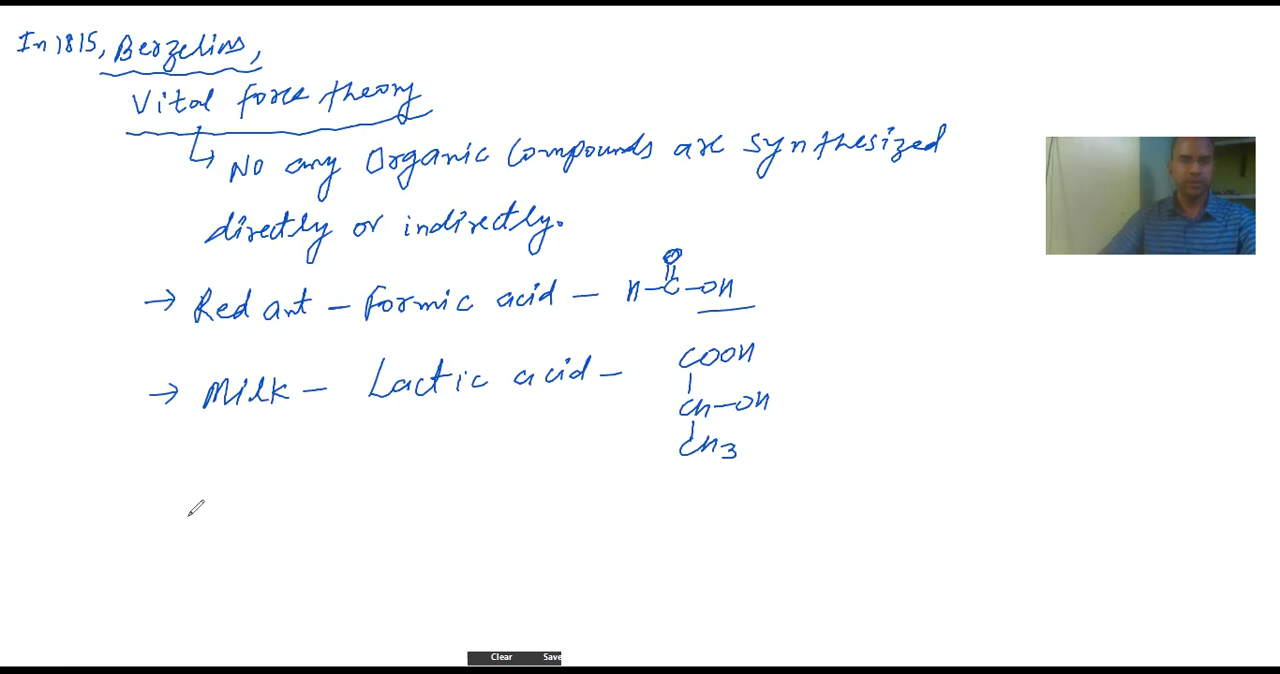 In 1815, Berzelius,
Vital force theory
↳ No any Organic Compounds are synthesized
directly or indirectly.
→ Red ant - Formic acid - H-C-OH
O
→ Milk - Lactic acid - COOH
CH-OH
CH3
Clear Save